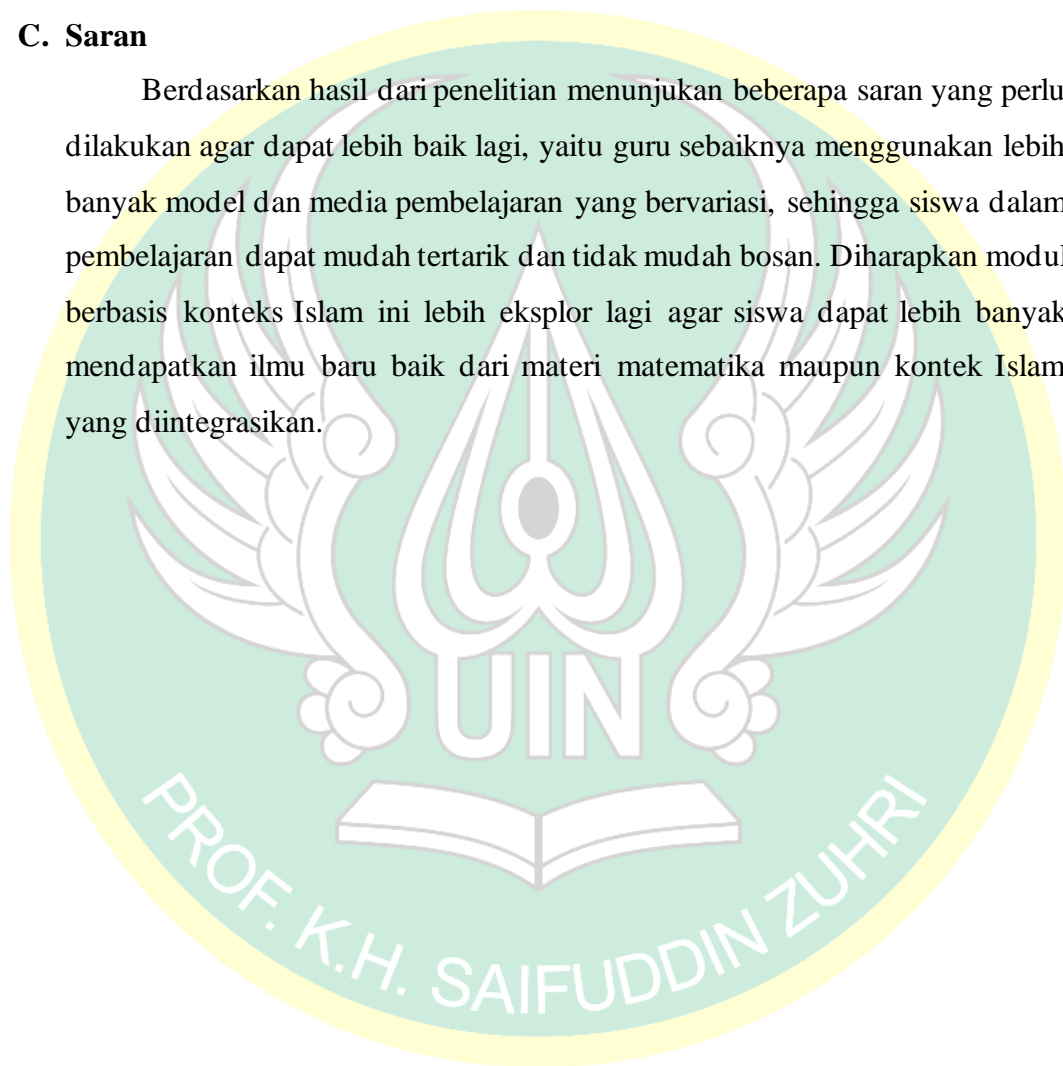 C. Saran
Berdasarkan hasil dari penelitian menunjukan beberapa saran yang perlu
dilakukan agar dapat lebih baik lagi, yaitu guru sebaiknya menggunakan lebih
banyak model dan media pembelajaran yang bervariasi, sehingga siswa dalam
pembelajaran dapat mudah tertarik dan tidak mudah bosan. Diharapkan modul
berbasis konteks Islam ini lebih eksplor lagi agar siswa dapat lebih banyak
mendapatkan ilmu baru baik dari materi matematika maupun kontek Islam
yang diintegrasikan.
UIN
PROF. K.H. SAIFUDDIN ZUHRI